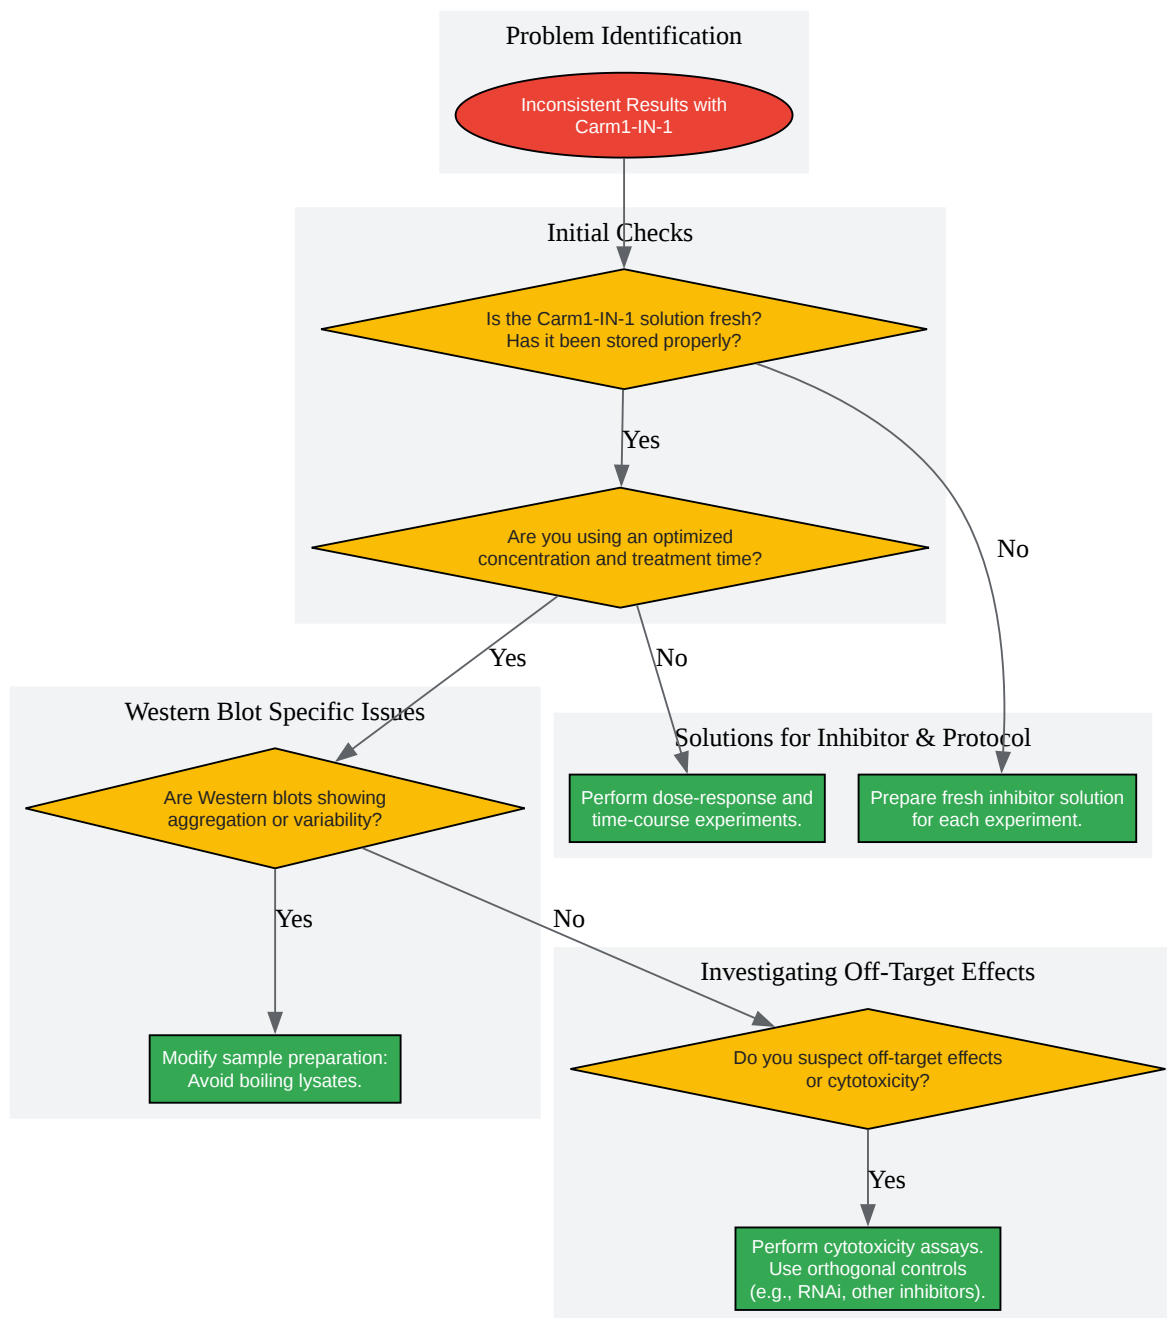 Problem Identification
Inconsistent Results with
Carm1-IN-1
Initial Checks
Is the Carm1-IN-1 solution fresh?
Has it been stored properly?
Yes
Are you using an optimized
concentration and treatment time?
No
Yes
No
Western Blot Specific Issues
Solutions for Inhibitor & Protocol
Are Western blots showing
aggregation or variability?
Perform dose-response and
time-course experiments.
Prepare fresh inhibitor solution
for each experiment.
Yes
No
Investigating Off-Target Effects
Modify sample preparation:
Avoid boiling lysates.
Do you suspect off-target effects
or cytotoxicity?
Yes
Perform cytotoxicity assays.
Use orthogonal controls
(e.g., RNAi, other inhibitors).